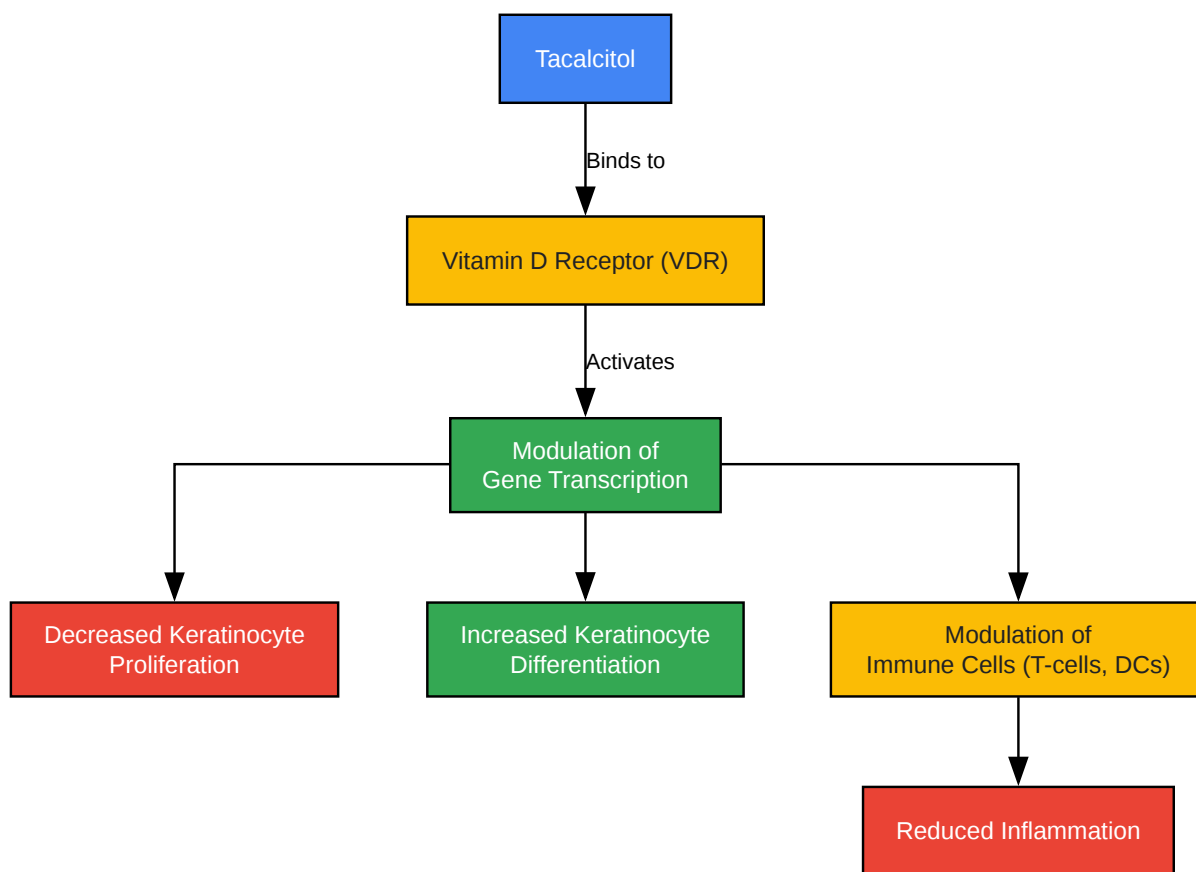 Tacalcitol
Binds to
Vitamin D Receptor (VDR)
Activates
Modulation of
Gene Transcription
Decreased Keratinocyte
Proliferation
Increased Keratinocyte
Differentiation
Modulation of
Immune Cells (T-cells, DCs)
Reduced Inflammation